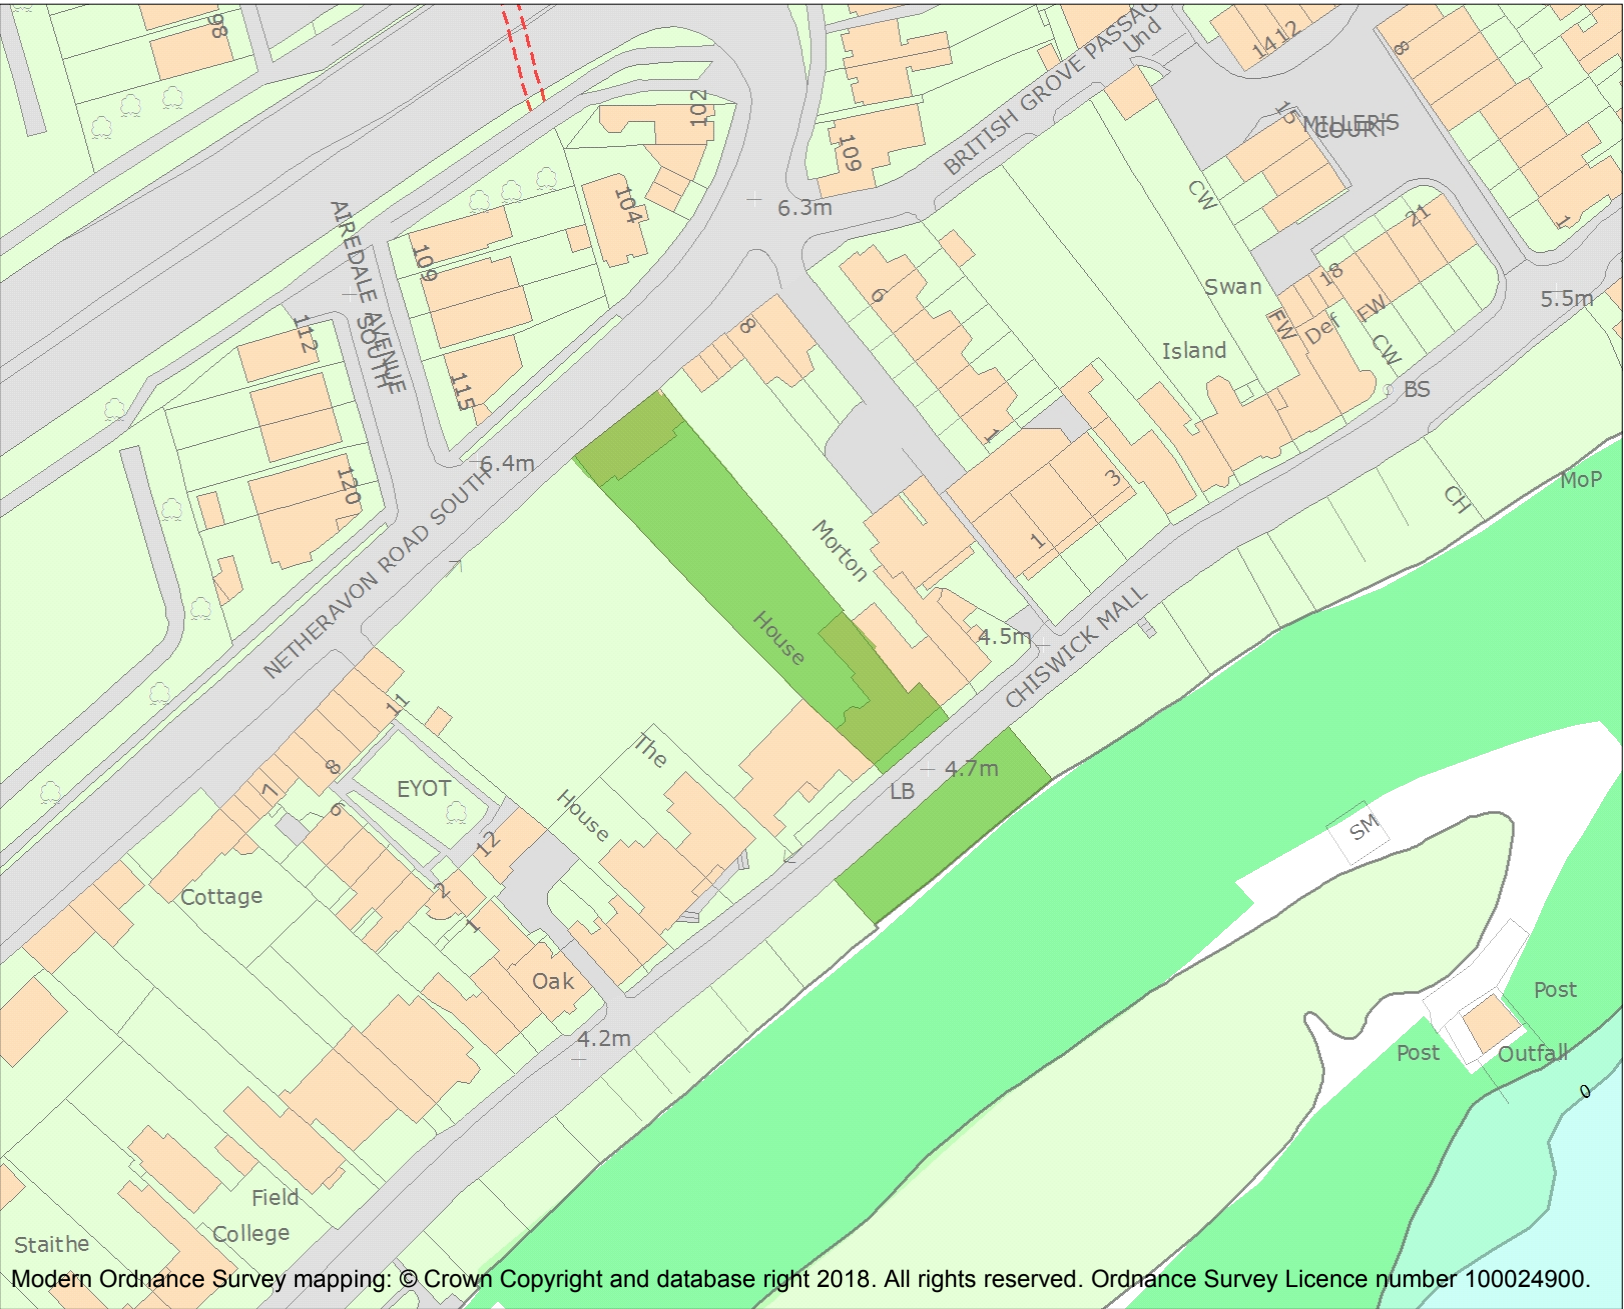 98
102
109
BRITISH GROVE PASSAG
Und
1412
8
15
MILLER'S
COURT
104
6.3m
CW
21
AIREDALE AVENUE
SOUTH
109
6
Swan
18
5.5m
1
112
8
FW
Def
FW
Island
CW
115
BS
120
6.4m
1
3
MoP
CH
Morton
1
NETHERAVON ROAD SOUTH
House
4.5m
CHISWICK MALL
11
The
4.7m
8
EYOT
LB
7
6
House
12
SM
Cottage
2
1
Oak
Post
4.2m
Post
Outfall
0
Field
College
Staithe
Modern Ordnance Survey mapping: © Crown Copyright and database right 2018. All rights reserved. Ordnance Survey Licence number 100024900.